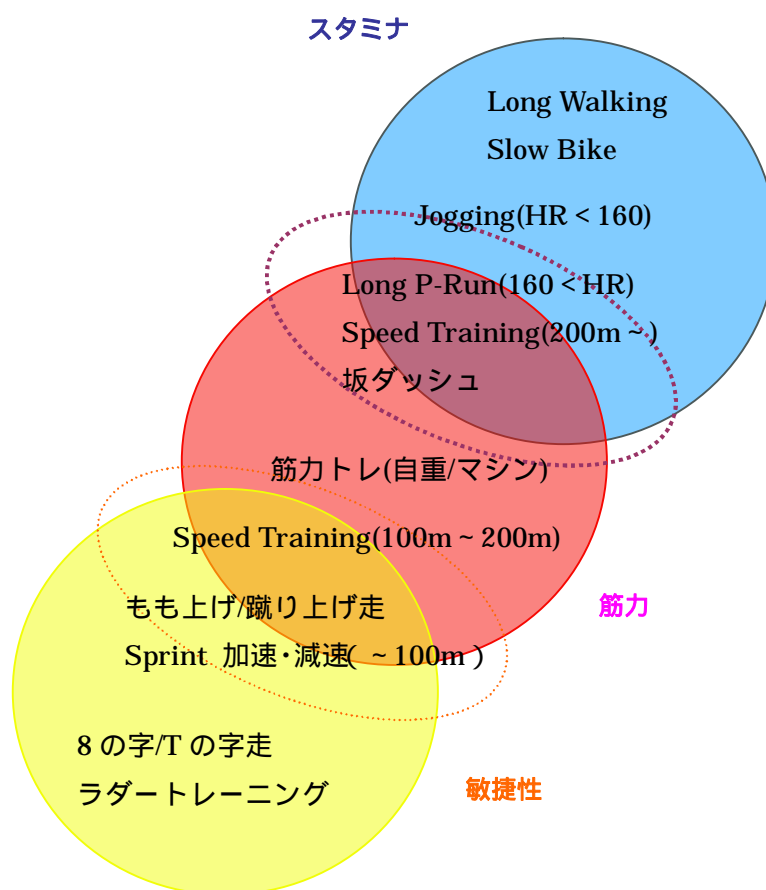 スタミナ
Long Walking
Slow Bike
Jogging(HR < 160)
Long P-Run(160 < HR)
Speed Training(200m ~ )
坂ダッシュ
筋力トレ(自重/マシン)
Speed Training(100m ~ 200m)
もも上げ/蹴り上げ走
筋力
Sprint 加速・減速( ~ 100m )
8 の字/T の字走
ラダートレーニング
敏捷性